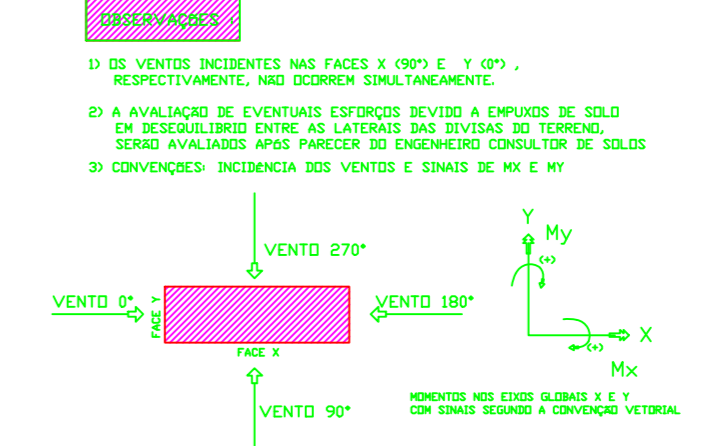 OBSERVAÇÕES :
1) OS VENTOS INCIDENTES NAS FACES X (90°) E Y (0°) ,
RESPECTIVAMENTE, NÃO OCORREM SIMULTANEAMENTE.
2) A AVALIAÇÃO DE EVENTUAIS ESFORÇOS DEVIDO A EMPUXOS DE SOLO
EM DESEQUILIBRIO ENTRE AS LATERAIS DAS DIVISAS DO TERRENO,
SERÃO AVALIADOS APÓS PARECER DO ENGENHEIRO CONSULTOR DE SOLOS
3) CONVENÇÕES: INCIDÊNCIA DOS VENTOS E SINAIS DE MX E MY
VENTO 270°
VENTO 0°
FACE Y
VENTO 180°
FACE X
VENTO 90°
Y
My
(+)
X
(+)
Mx
MOMENTOS NOS EIXOS GLOBAIS X E Y
COM SINAIS SEGUNDO A CONVENÇÃO VETORIAL